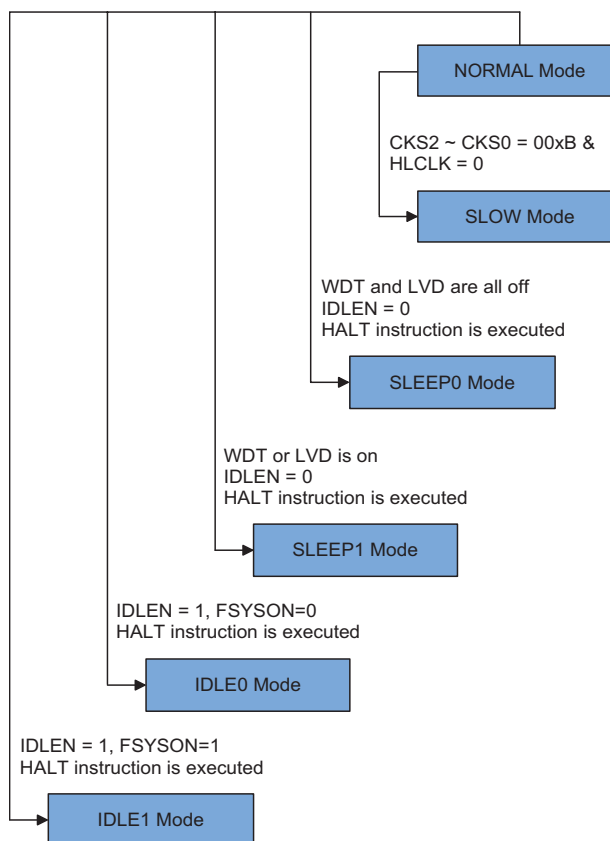 NORMAL Mode
CKS2 ~ CKS0 = 00xB &
HLCLK = 0
SLOW Mode
WDT and LVD are all off
IDLEN = 0
HALT instruction is executed
SLEEP0 Mode
WDT or LVD is on
IDLEN = 0
HALT instruction is executed
SLEEP1 Mode
IDLEN = 1, FSYSON=0
HALT instruction is executed
IDLE0 Mode
IDLEN = 1, FSYSON=1
HALT instruction is executed
IDLE1 Mode